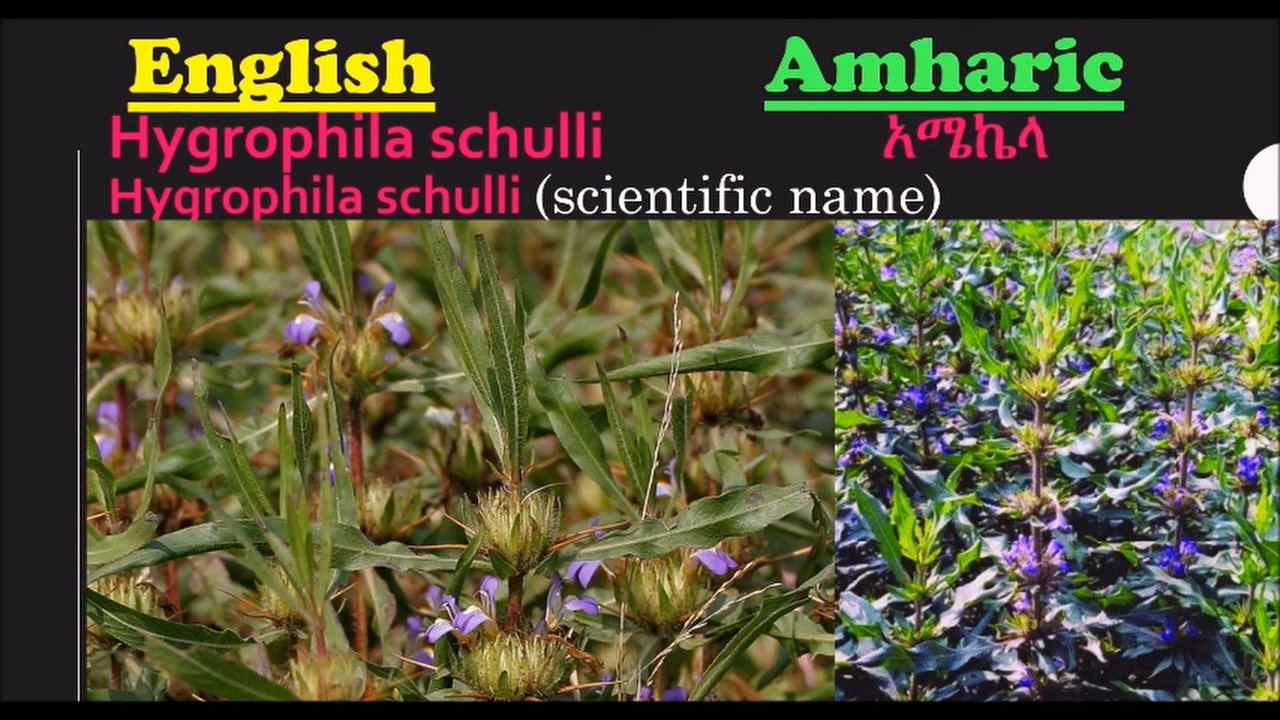 English
Amharic
Hygrophila schulli
አሜኬላ
Hygrophila schulli (scientific name)